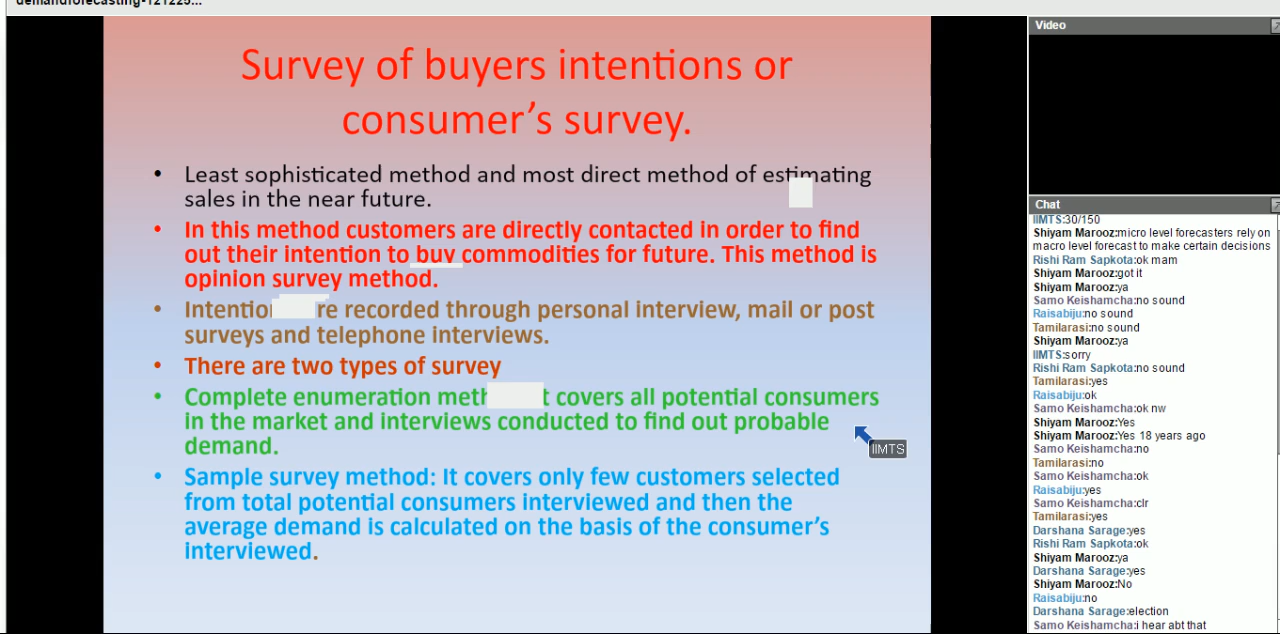 demandforecasting-121225...
Survey of buyers intentions or
consumer's survey.
• Least sophisticated method and most direct method of estimating
sales in the near future.
• In this method customers are directly contacted in order to find
out their intention to buy commodities for future. This method is
opinion survey method.
• re recorded through personal interview, mail or post
surveys and telephone interviews.
• There are two types of survey
• Complete enumeration t covers all potential consumers
in the market and interviews conducted to find out probable
demand.
• Sample survey method: It covers only few customers selected
from total potential consumers interviewed and then the
average demand is calculated on the basis of the consumer's
interviewed.
IIMTS
Video
Chat
IIMTS:30/150
Shiyam Marooz:micro level forecasters rely on
macro level forecast to make certain decisions
Rishi Ram Sapkota:ok mam
Shiyam Marooz:got it
Shiyam Marooz:ya
Samo Keishamcha:no sound
Raisabiju:no sound
Tamilarasi:no sound
Shiyam Marooz:ya
IIMTS:sorry
Rishi Ram Sapkota:no sound
Tamilarasi:yes
Raisabiju:ok
Samo Keishamcha:ok nw
Shiyam Marooz:Yes
Shiyam Marooz:Yes 18 years ago
Samo Keishamcha:no
Tamilarasi:no
Samo Keishamcha:ok
Raisabiju:yes
Samo Keishamcha:clr
Tamilarasi:yes
Darshana Sarage:yes
Rishi Ram Sapkota:ok
Shiyam Marooz:ya
Darshana Sarage:yes
Shiyam Marooz:No
Raisabiju:no
Darshana Sarage:election
Samo Keishamcha:i hear abt that